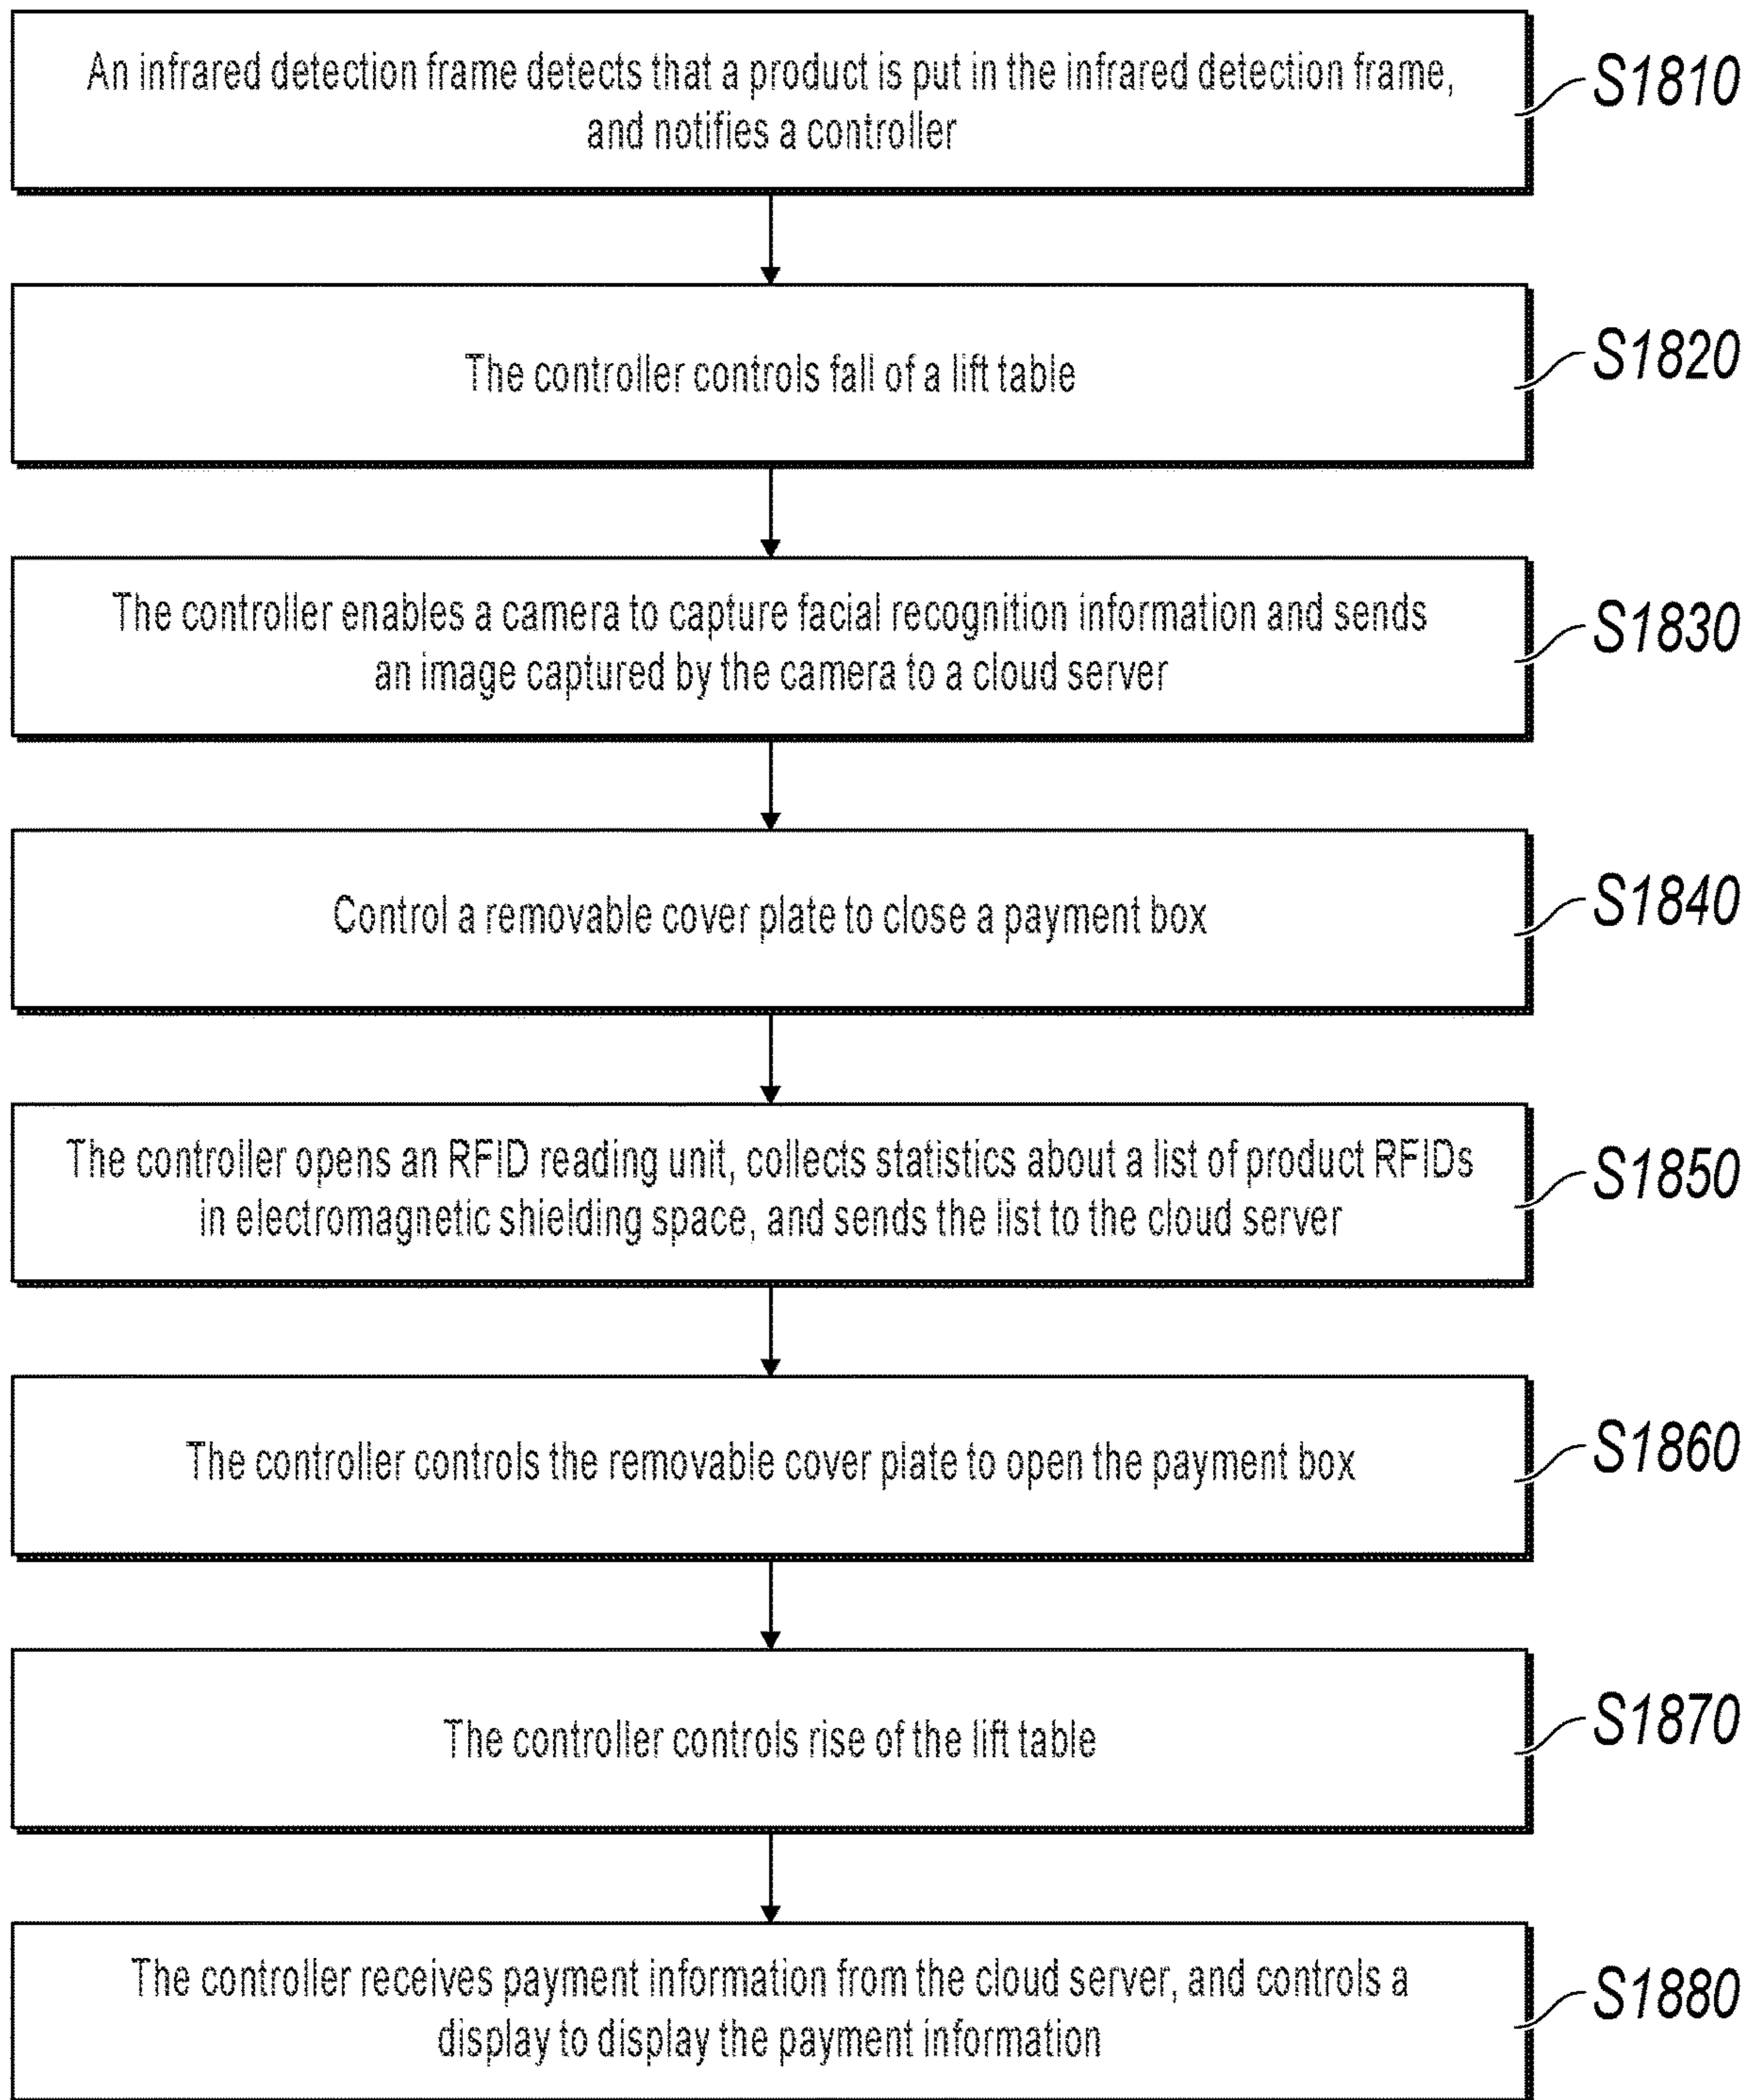 An infrared detection frame detects that a product is put in the infrared detection frame,
and notifies a controller
S1810
The controller controls fall of a lift table
S1820
The controller enables a camera to capture facial recognition information and sends
an image captured by the camera to a cloud server
S1830
Control a removable cover plate to close a payment box
S1840
The controller opens an RFID reading unit, collects statistics about a list of product RFIDs
in electromagnetic shielding space, and sends the list to the cloud server
S1850
The controller controls the removable cover plate to open the payment box
S1860
The controller controls rise of the lift table
S1870
The controller receives payment information from the cloud server, and controls a
display to display the payment information
S1880